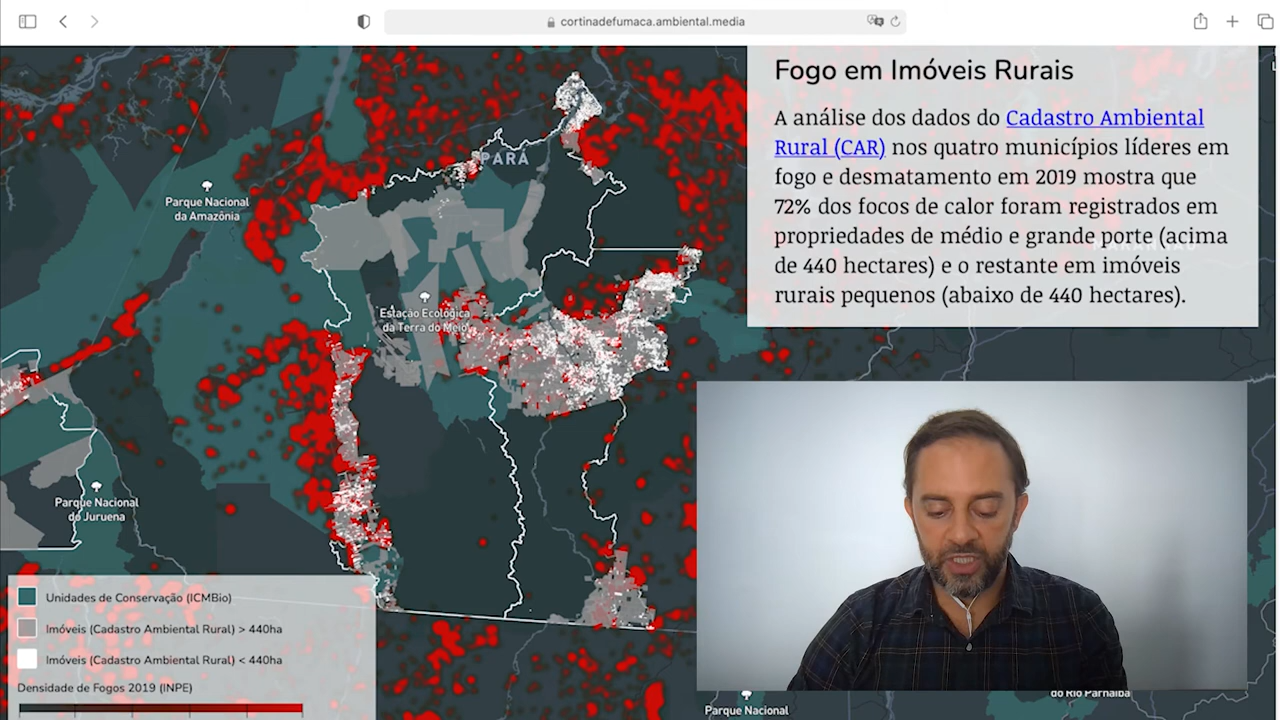 cortinadefumaca.ambiental.media
Fogo em Imóveis Rurais
A análise dos dados do Cadastro Ambiental
Rural (CAR) nos quatro municípios líderes em
fogo e desmatamento em 2019 mostra que
72% dos focos de calor foram registrados em
propriedades de médio e grande porte (acima
de 440 hectares) e o restante em imóveis
rurais pequenos (abaixo de 440 hectares).
PARÁ
Parque Nacional
da Amazônia
Estação Ecológica
da Terra do Meio
Parque Nacional
do Juruena
Unidades de Conservação (ICMBio)
Imóveis (Cadastro Ambiental Rural) > 440ha
Imóveis (Cadastro Ambiental Rural) < 440ha
Densidade de Fogos 2019 (INPE)
Parque Nacional
do Rio Parnaíba